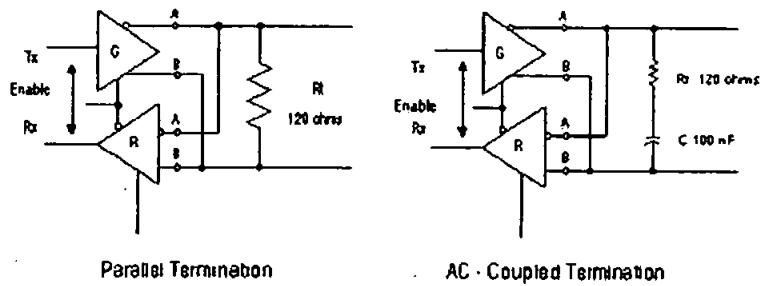 A
Tx
G
B
Enable
Rx
A
R
B
Rt
120 ohms
Parallel Termination
A
Tx
G
B
Enable
Rx
A
R
B
Rt 120 ohms
C 100 nF
AC - Coupled Termination